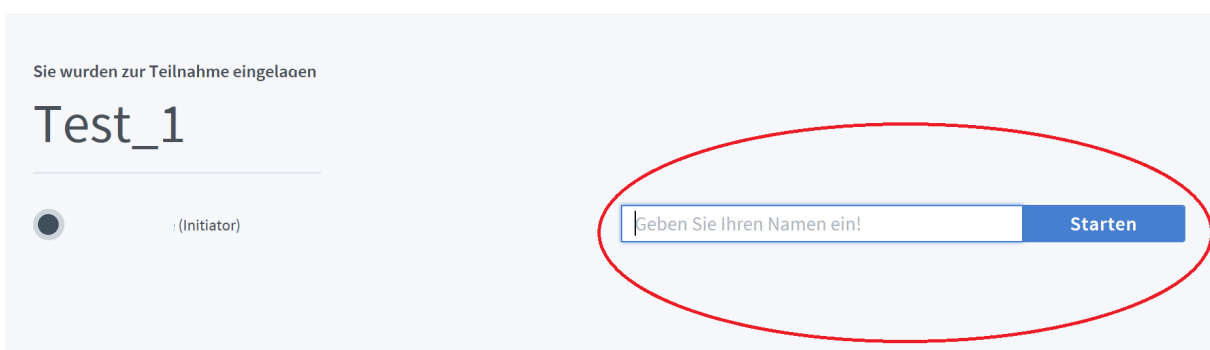 Sie wurden zur Teilnahme eingeladen
Test_1
(Initiator)
Geben Sie Ihren Namen ein!
Starten